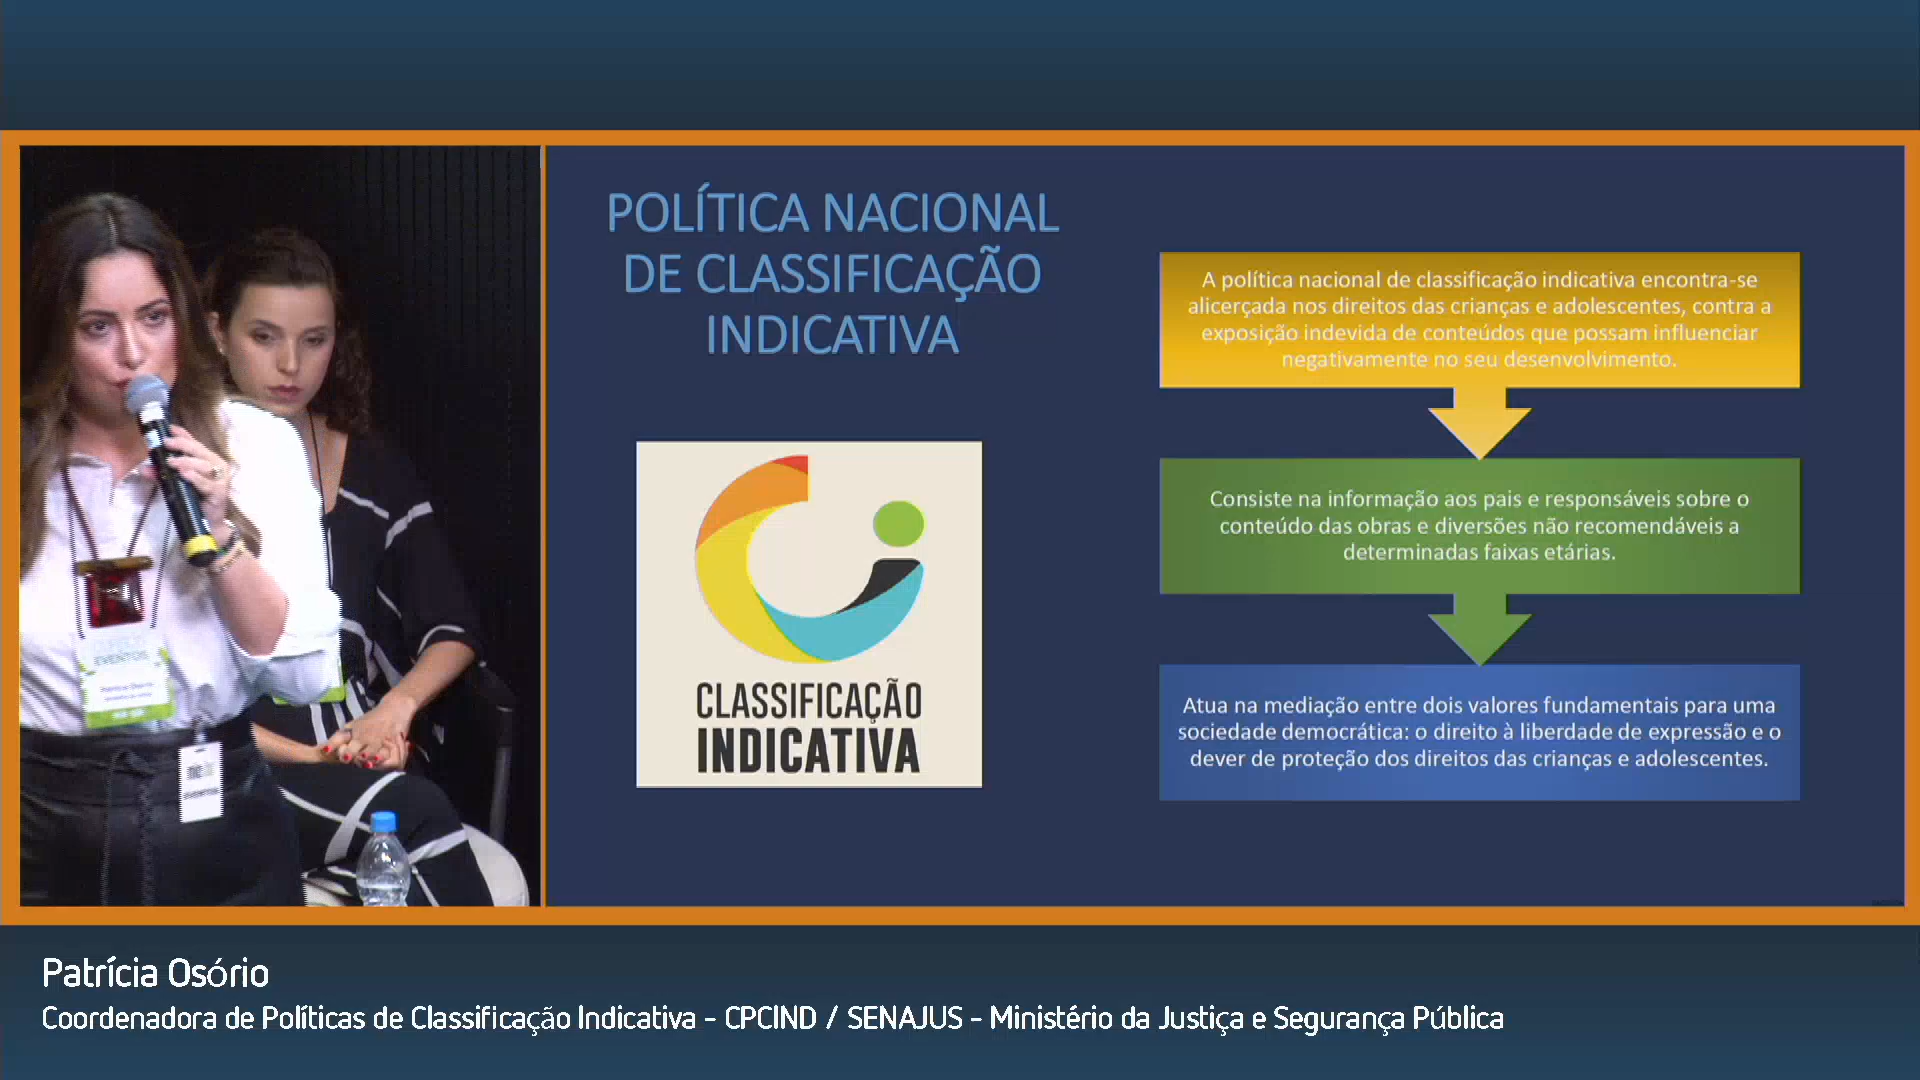 POLÍTICA NACIONAL
DE CLASSIFICAÇÃO
INDICATIVA
CLASSIFICAÇÃO
INDICATIVA
A política nacional de classificação indicativa encontra-se
alicerçada nos direitos das crianças e adolescentes, contra a
exposição indevida de conteúdos que possam influenciar
negativamente no seu desenvolvimento.
Consiste na informação aos pais e responsáveis sobre o
conteúdo das obras e diversões não recomendáveis a
determinadas faixas etárias.
Atua na mediação entre dois valores fundamentais para uma
sociedade democrática: o direito à liberdade de expressão e o
dever de proteção dos direitos das crianças e adolescentes.
EVENTOS
Patrícia Osório
Coordenadora de Políticas de Classificação Indicativa - CPCIND / SENAJUS - Ministério da Justiça e Segurança Pública